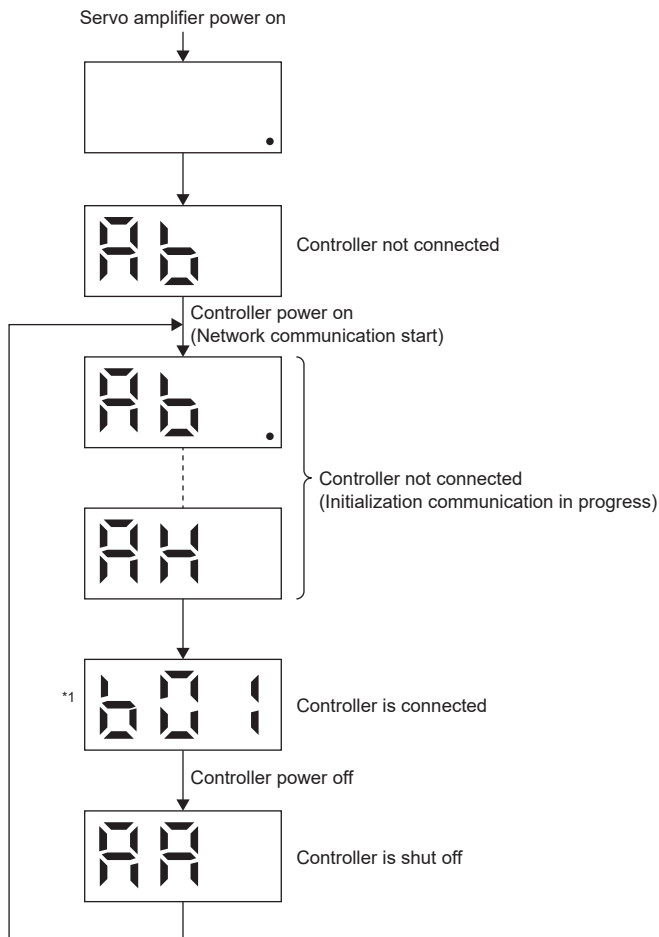 Servo amplifier power on
.
Ab
Controller not connected
Controller power on
(Network communication start)
Ab.
Controller not connected
(Initialization communication in progress)
AH
*1
b01
Controller is connected
Controller power off
AA
Controller is shut off